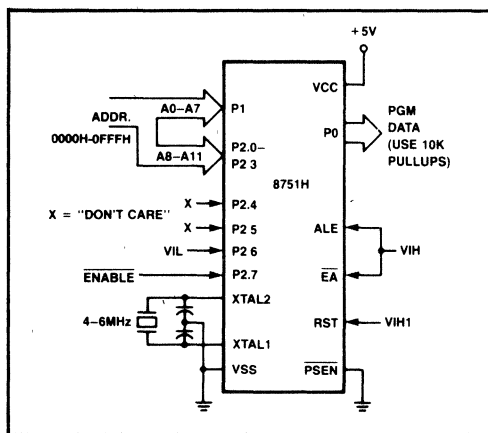 +5V
VCC
A0–A7
P1
ADDR.
0000H-0FFFH
P0
PGM
DATA
(USE 10K
PULLUPS)
P2.0–
P2 3
A8–A11
8751H
X
P2.4
X = "DON'T CARE"
X
P2 5
ALE
VIL
P2 6
VIH
ENABLE
P2.7
EA
XTAL2
4–6MHz
RST
VIH1
XTAL1
VSS
PSEN